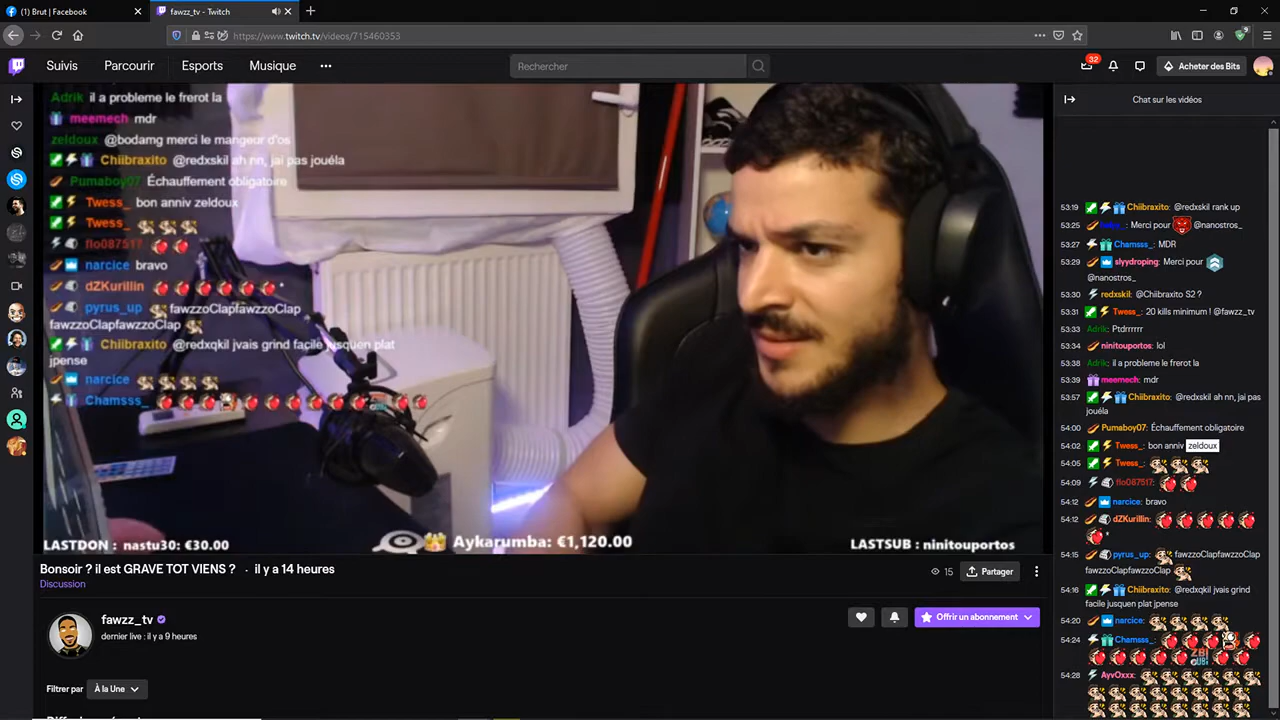 (1) Brut | Facebook
fawzz_tv - Twitch
https://www.twitch.tv/videos/715460353
Suivis
Parcourir
Esports
Musique
Rechercher
32
Acheter des Bits
Adrik il a probleme le frerot la
meemech mdr
zeldoux @bodamg merci le mangeur d'os
Chiibraxito @redxskil ah nn, jai pas jouéla
Pumaboy07 Échauffement obligatoire
Twess_ bon anniv zeldoux
Twess_
flo087517
narcice bravo
dZKurillin
pyrus_up fawzzoClapfawzzoClap
fawzzoClapfawzzoClap
Chiibraxito @redxqkil jvais grind facile jusquen plat
jpense
narcice
Chamsss_
LASTDON : nastu30: €30.00
Aykarumba: €1,120.00
LASTSUB : ninitouportos
Bonsoir ? il est GRAVE TOT VIENS ? · il y a 14 heures
Discussion
15
Partager
fawzz_tv
dernier live : il y a 9 heures
Offrir un abonnement
Filtrer par
À la Une
Chat sur les vidéos
53:19 Chiibraxito: @redxskil rank up
53:25 Merci pour @nanostros_
53:27 Chamsss_: MDR
53:29 slyydroping: Merci pour
@nanostros_
53:30 redxskil: @Chiibraxito S2 ?
53:31 Twess_: 20 kills minimum ! @fawzz_tv
53:33 Adrik: Ptdrrrrrr
53:34 ninitouportos: lol
53:38 Adrik: il a probleme le frerot la
53:39 meemech: mdr
53:57 Chiibraxito: @redxskil ah nn, jai pas
jouéla
54:00 Pumaboy07: Échauffement obligatoire
54:02 Twess_: bon anniv zeldoux
54:05 Twess_:
54:09 flo087517:
54:12 narcice: bravo
54:12 dZKurillin:
*
54:15 pyrus_up: fawzzoClapfawzzoClap
fawzzoClapfawzzoClap
54:16 Chiibraxito: @redxqkil jvais grind
facile jusquen plat jpense
54:20 narcice:
54:24 Chamsss_:
ZBI
54:28 AyvOxxx: